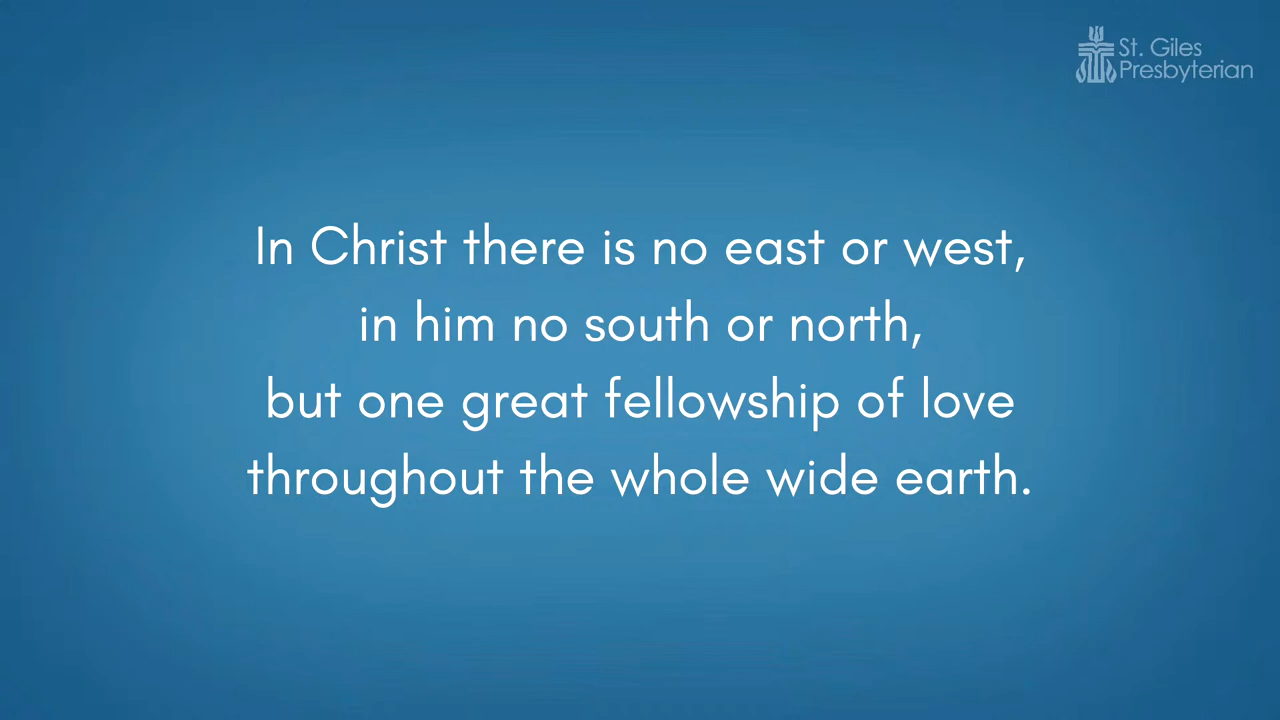 St. Giles
Presbyterian
In Christ there is no east or west,
in him no south or north,
but one great fellowship of love
throughout the whole wide earth.